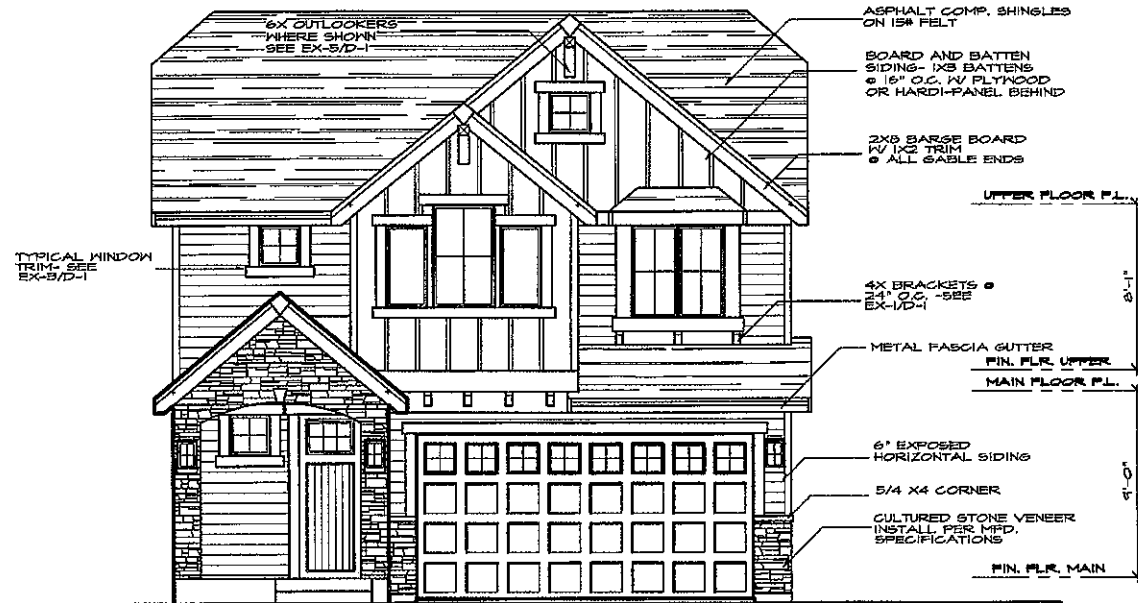 6X OUTLOOKERS
WHERE SHOWN
SEE EX-5/D-1
ASPHALT COMP. SHINGLES
ON 15# FELT
BOARD AND BATTEN
SIDING- 1X3 BATTENS
@ 16" O.C. W/ PLYWOOD
OR HARDI-PANEL BEHIND
2X8 BARGE BOARD
W/ 1X2 TRIM
@ ALL GABLE ENDS
UPPER FLOOR P.L.
TYPICAL WINDOW
TRIM- SEE
EX-3/D-1
8'-1"
4X BRACKETS @
24" O.C. -SEE
EX-1/D-1
METAL FASCIA GUTTER
FIN. FLR. UPPER
MAIN FLOOR P.L.
6" EXPOSED
HORIZONTAL SIDING
9'-0"
5/4 X4 CORNER
CULTURED STONE VENEER
INSTALL PER MFD.
SPECIFICATIONS
FIN. FLR. MAIN